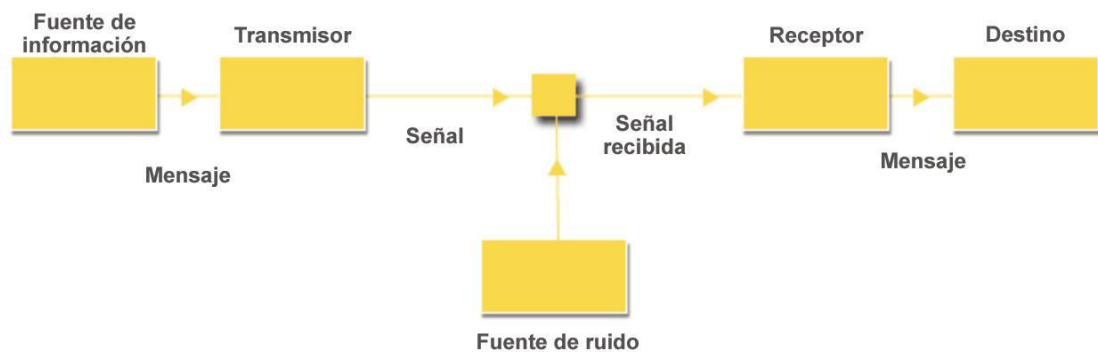 Fuente de
información
Transmisor
Receptor
Destino
Señal
Señal
recibida
Mensaje
Mensaje
Fuente de ruido